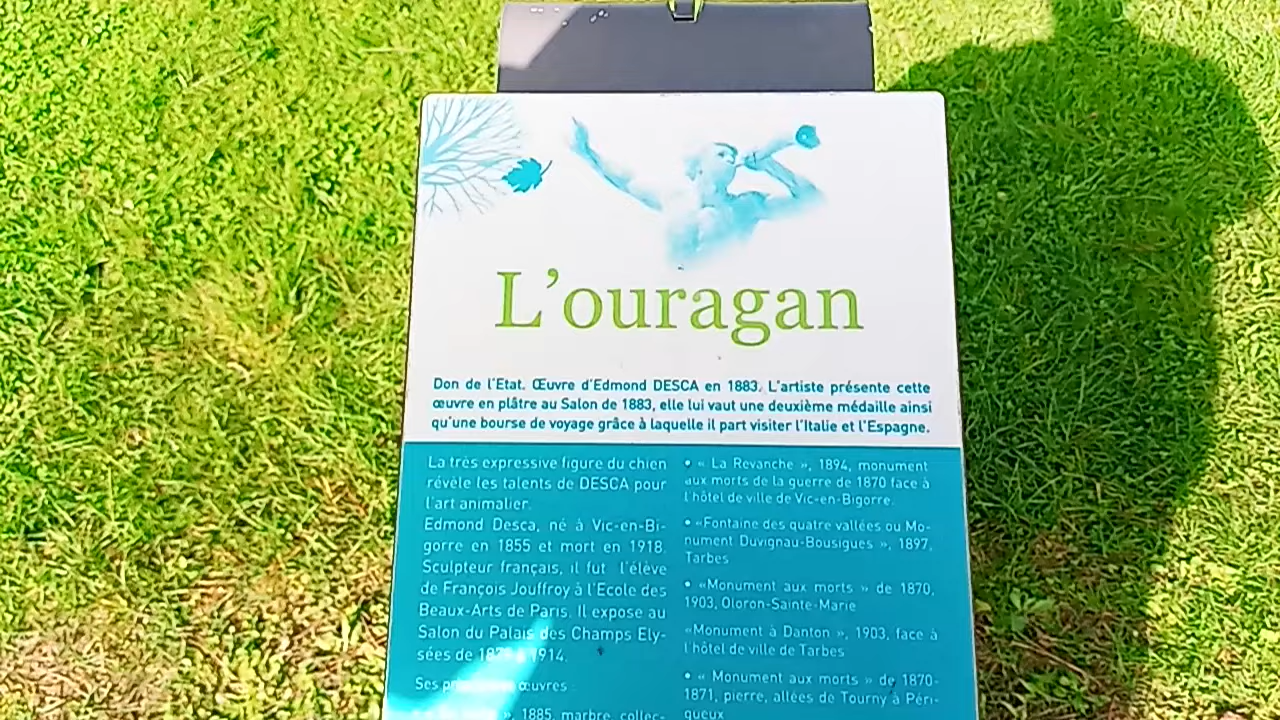 L'ouragan
Don de l'Etat. Œuvre d'Edmond DESCA en 1883. L'artiste présente cette
œuvre en plâtre au Salon de 1883, elle lui vaut une deuxième médaille ainsi
qu'une bourse de voyage grâce à laquelle il part visiter l'Italie et l'Espagne.
La très expressive figure du chien
révèle les talents de DESCA pour
l'art animalier.
Edmond Desca, né à Vic-en-Bi-
gorre en 1855 et mort en 1918.
Sculpteur français, il fut l'élève
de François Jouffroy à l'Ecole des
Beaux-Arts de Paris. Il expose au
Salon du Palais des Champs Ely-
sées de 1914.
Ses œuvres :
», 1885, marbre, collec-
• « La Revanche », 1894, monument
aux morts de la guerre de 1870 face à
l'hôtel de ville de Vic-en-Bigorre.
• «Fontaine des quatre vallées ou Mo-
nument Duvignau-Bousigues », 1897,
Tarbes
• «Monument aux morts » de 1870,
1903, Oloron-Sainte-Marie
«Monument à Danton », 1903, face à
l'hôtel de ville de Tarbes
• « Monument aux morts » de 1870-
1871, pierre, allées de Tourny à Péri-
gueux